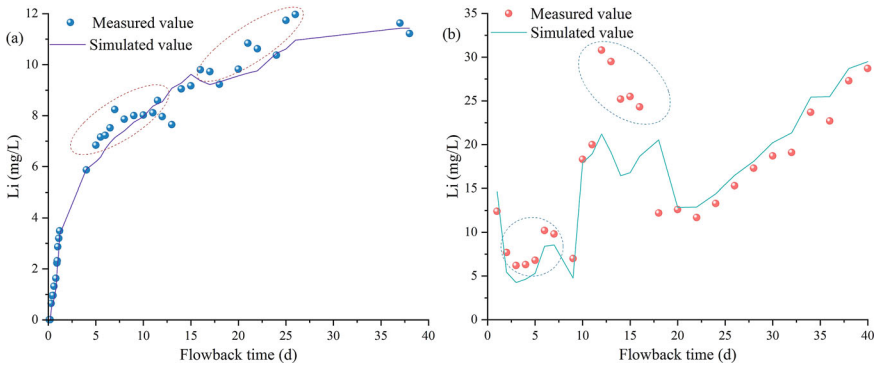 (a)
Measured value
Simulated value
Li (mg/L)
12
10
8
6
4
2
0
0 5 10 15 20 25 30 35 40
Flowback time (d)
(b)
Measured value
Simulated value
Li (mg/L)
35
30
25
20
15
10
5
0
0 5 10 15 20 25 30 35 40
Flowback time (d)